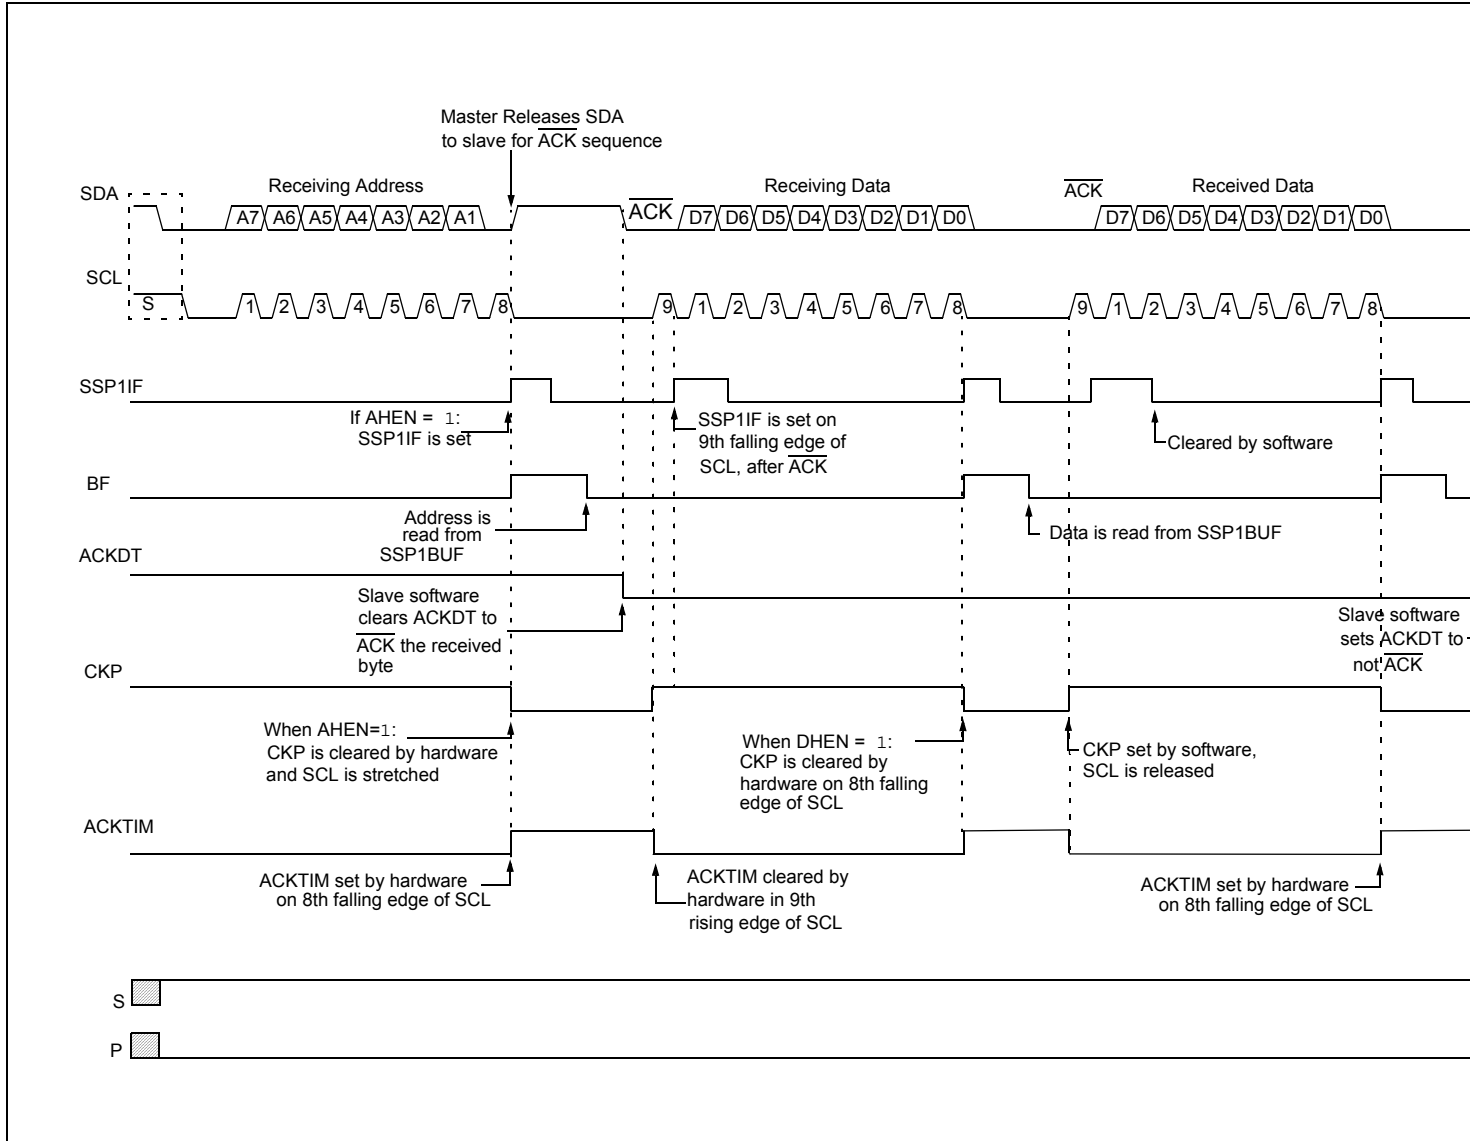 Master Releases SDA
to slave for ACK sequence
SDA
Receiving Address
A7 A6 A5 A4 A3 A2 A1
ACK
Receiving Data
D7 D6 D5 D4 D3 D2 D1 D0
ACK
Received Data
D7 D6 D5 D4 D3 D2 D1 D0
SCL
S
1 2 3 4 5 6 7 8
9 1 2 3 4 5 6 7 8
9 1 2 3 4 5 6 7 8
SSP1IF
If AHEN = 1:
SSP1IF is set
SSP1IF is set on
9th falling edge of
SCL, after ACK
Cleared by software
BF
Address is
read from
SSP1BUF
Data is read from SSP1BUF
ACKDT
Slave software
clears ACKDT to
ACK the received
byte
Slave software
sets ACKDT to
not ACK
CKP
When AHEN=1:
CKP is cleared by hardware
and SCL is stretched
When DHEN = 1:
CKP is cleared by
hardware on 8th falling
edge of SCL
CKP set by software,
SCL is released
ACKTIM
ACKTIM set by hardware
on 8th falling edge of SCL
ACKTIM cleared by
hardware in 9th
rising edge of SCL
ACKTIM set by hardware
on 8th falling edge of SCL
S
P